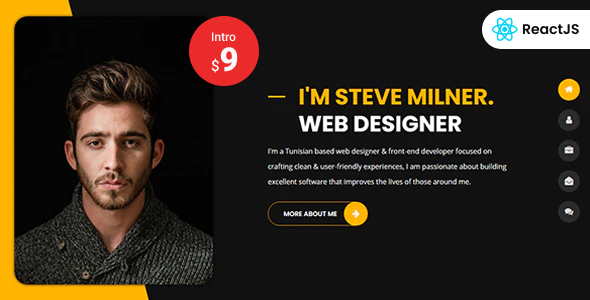 ReactJS
Intro
$9
I'M STEVE MILNER.
WEB DESIGNER
I'm a Tunisian based web designer & front-end developer focused on
crafting clean & user-friendly experiences, I am passionate about building
excellent software that improves the lives of those around me.
MORE ABOUT ME